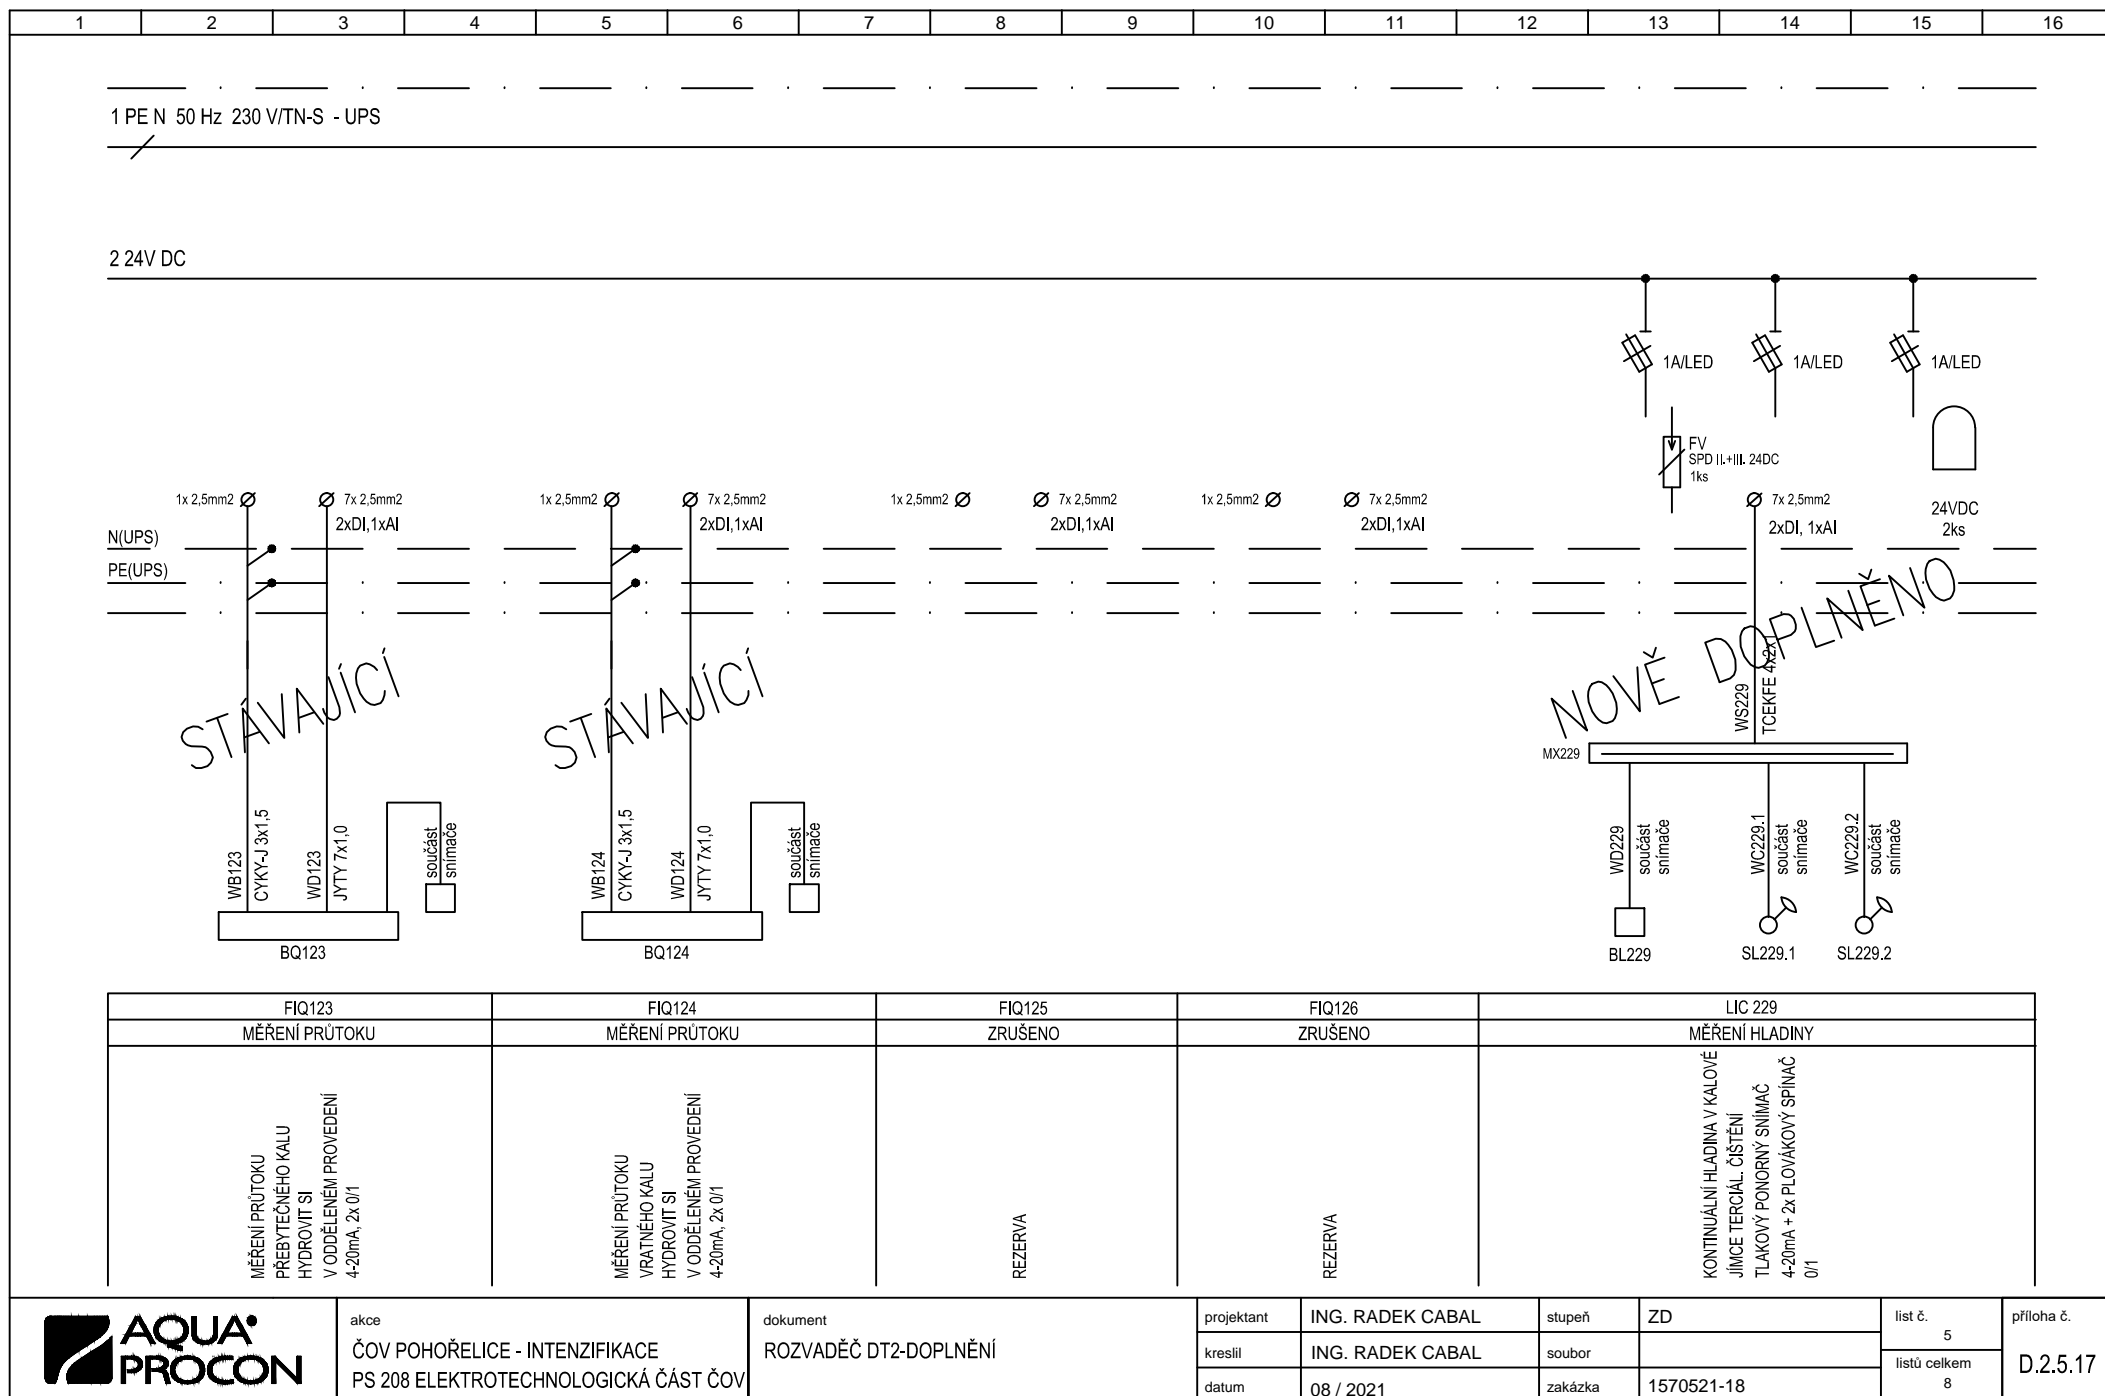 1 2 3 4 5 6 7 8 9 10 11 12 13 14 15 16
1 PE N 50 Hz 230 V/TN-S - UPS
2 24V DC
1A/LED 1A/LED 1A/LED
FV
SPD II.+III. 24DC
1ks
24VDC
2ks
1x 2,5mm2 7x 2,5mm2 1x 2,5mm2 7x 2,5mm2 1x 2,5mm2 7x 2,5mm2 1x 2,5mm2 7x 2,5mm2 7x 2,5mm2
2xDI,1xAI 2xDI,1xAI 2xDI,1xAI 2xDI,1xAI 2xDI, 1xAI
N(UPS)
PE(UPS)
STÁVAJÍCÍ
STÁVAJÍCÍ
NOVĚ DOPLNĚNO
WS229
TCEKFE 4x2x1
MX229
WB123
CYKY-J 3x1,5
WD123
JYTY 7x1,0
součást
snímače
WB124
CYKY-J 3x1,5
WD124
JYTY 7x1,0
součást
snímače
WD229
součást
snímače
WC229.1
součást
snímače
WC229.2
součást
snímače
BQ123 BQ124 BL229 SL229.1 SL229.2
FIQ123 FIQ124 FIQ125 FIQ126 LIC 229
MĚŘENÍ PRŮTOKU MĚŘENÍ PRŮTOKU ZRUŠENO ZRUŠENO MĚŘENÍ HLADINY
MĚŘENÍ PRŮTOKU
PŘEBYTEČNÉHO KALU
HYDROVIT SI
V ODDĚLENÉM PROVEDENÍ
4-20mA, 2x 0/1
MĚŘENÍ PRŮTOKU
VRATNÉHO KALU
HYDROVIT SI
V ODDĚLENÉM PROVEDENÍ
4-20mA, 2x 0/1
REZERVA
REZERVA
KONTINUÁLNÍ HLADINA V KALOVÉ
JÍMCE TERCIÁL. ČIŠTĚNÍ
TLAKOVÝ PONORNÝ SNÍMAČ
4-20mA + 2x PLOVÁKOVÝ SPÍNAČ
0/1
AQUA
PROCON
akce
ČOV POHOŘELICE - INTENZIFIKACE
PS 208 ELEKTROTECHNOLOGICKÁ ČÁST ČOV
dokument
ROZVADĚČ DT2-DOPLNĚNÍ
projektant ING. RADEK CABAL stupeň ZD
kreslil ING. RADEK CABAL soubor
datum 08 / 2021 zakázka 1570521-18
list č.
5
listů celkem
8
příloha č.
D.2.5.17